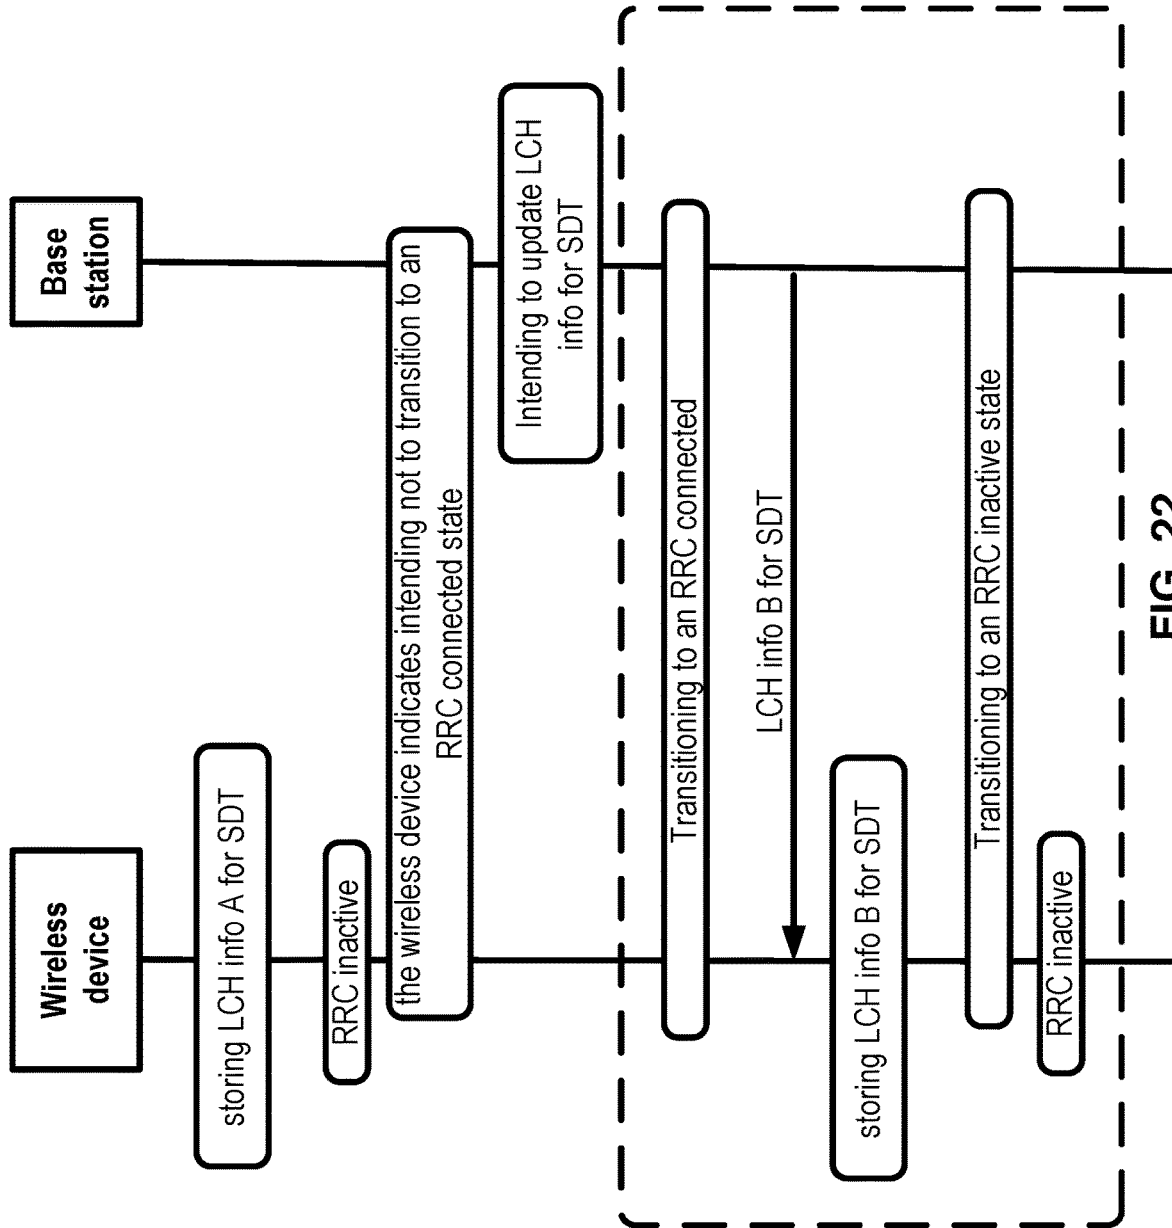 Wireless
device
Base
station
storing LCH info A for SDT
RRC inactive
the wireless device indicates intending not to transition to an
RRC connected state
Intending to update LCH
info for SDT
Transitioning to an RRC connected
LCH info B for SDT
storing LCH info B for SDT
Transitioning to an RRC inactive state
RRC inactive
FIG. 22